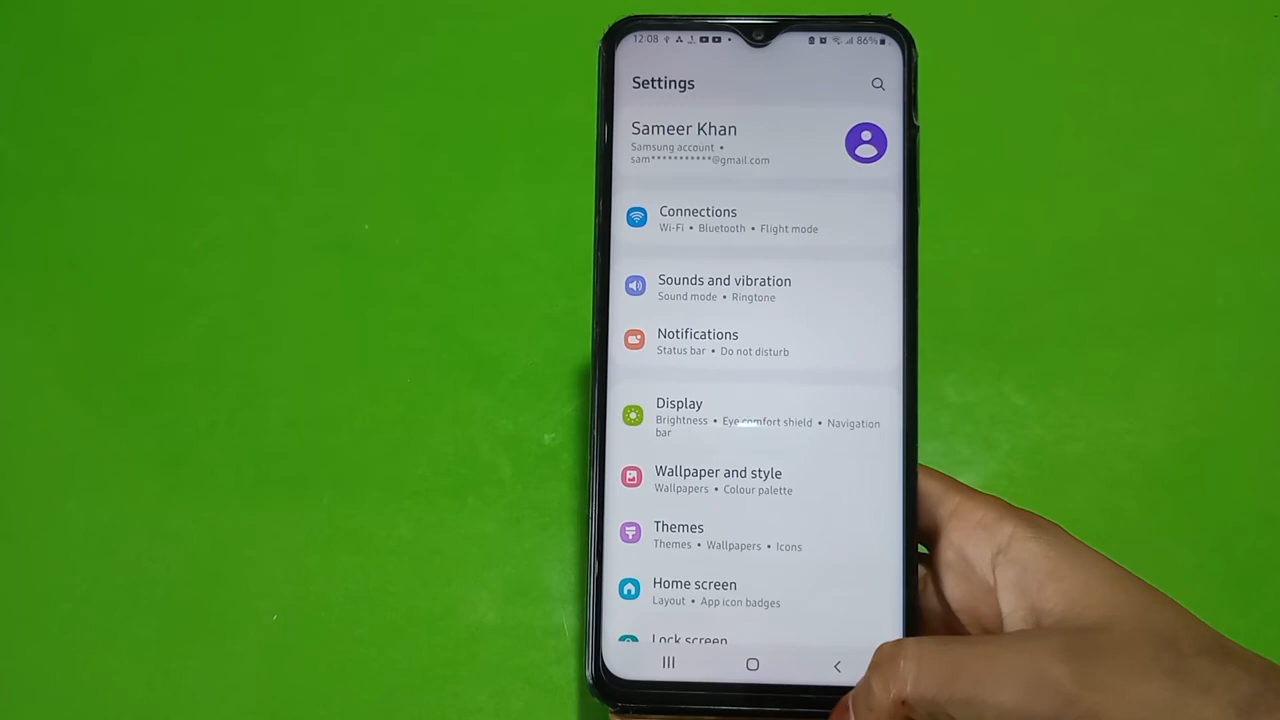 12:08
86%
Settings
Sameer Khan
Samsung account •
sam***********@gmail.com
Connections
Wi-Fi • Bluetooth • Flight mode
Sounds and vibration
Sound mode • Ringtone
Notifications
Status bar • Do not disturb
Display
Brightness • Eye comfort shield • Navigation
bar
Wallpaper and style
Wallpapers • Colour palette
Themes
Themes • Wallpapers • Icons
Home screen
Layout • App icon badges
Lock screen